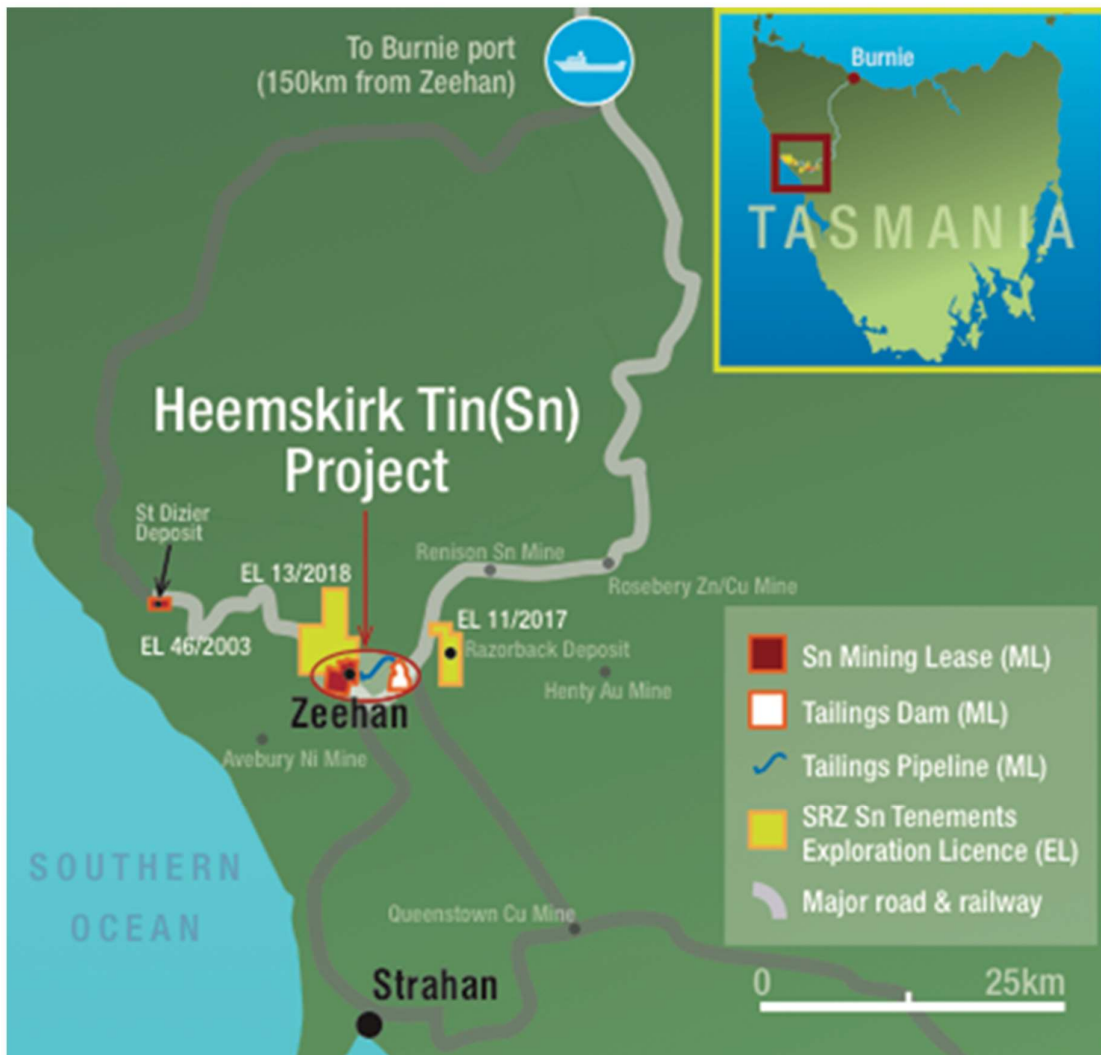 To Burnie port
(150km from Zeehan)
Burnie
TASMANIA
Heemskirk Tin(Sn)
Project
St Dizier
Deposit
EL 13/2018
Renison Sn Mine
Rosebery Zn/Cu Mine
EL 46/2003
EL 11/2017
Razorback Deposit
Henty Au Mine
Zeehan
Avebury Ni Mine
Sn Mining Lease (ML)
Tailings Dam (ML)
Tailings Pipeline (ML)
SRZ Sn Tenements
Exploration Licence (EL)
Major road & railway
SOUTHERN
OCEAN
Queenstown Cu Mine
Strahan
0 25km